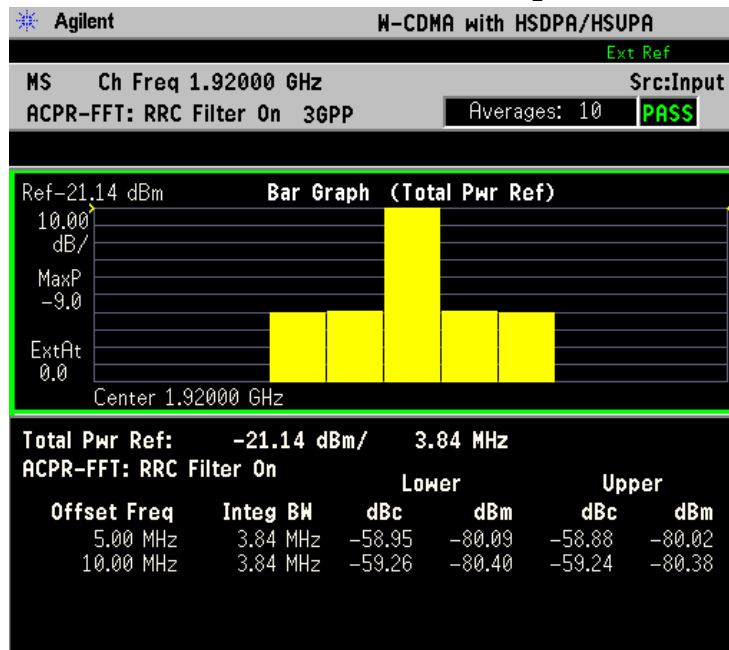 Agilent W-CDMA with HSDPA/HSUPA
Ext Ref
MS Ch Freq 1.92000 GHz Src:Input
ACPR-FFT: RRC Filter On 3GPP Averages: 10 PASS
Ref-21.14 dBm Bar Graph (Total Pwr Ref)
10.00
dB/
MaxP
-9.0
ExtAt
0.0
Center 1.92000 GHz
Total Pwr Ref: -21.14 dBm/ 3.84 MHz
ACPR-FFT: RRC Filter On
Lower Upper
Offset Freq Integ BW dBc dBm dBc dBm
5.00 MHz 3.84 MHz -58.95 -80.09 -58.88 -80.02
10.00 MHz 3.84 MHz -59.26 -80.40 -59.24 -80.38